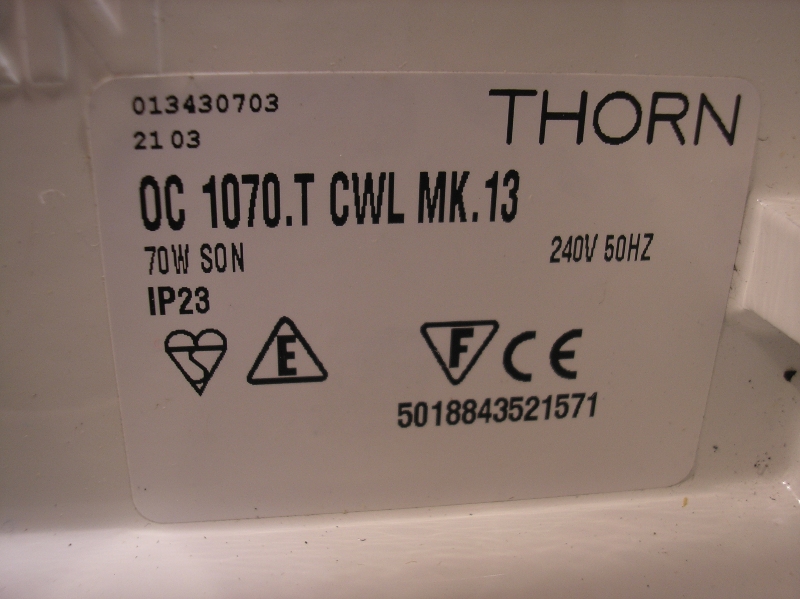 013430703
THORN
21 03
OC 1070.T CWL MK.13
70W SON
240V 50HZ
IP23
E
F CE
5018843521571